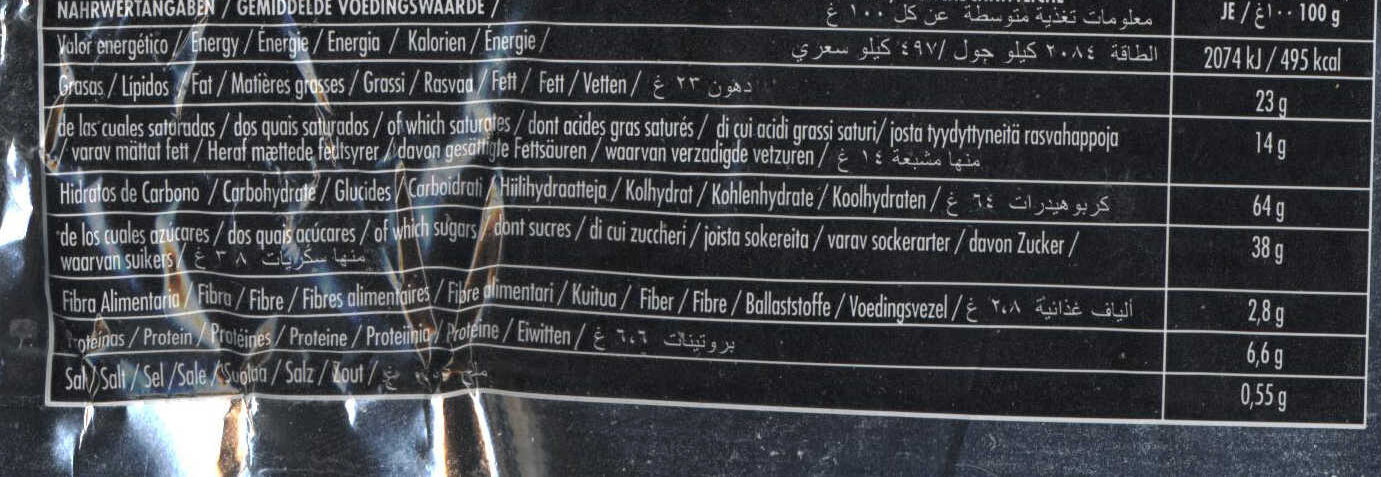 NÄHRWERTANGABEN / GEMIDDELDE VOEDINGSWAARDE / معلومات تغذية متوسطة عن كل ١٠٠ غ JE / ١٠٠غ / 100 g
Valor energético / Energy / Énergie / Energia / Kalorien / Énergie / الطاقة ٢٠٨٤ كيلو جول /٤٩٧ كيلو سعري 2074 kJ / 495 kcal
Grasas / Lípidos / Fat / Matières grasses / Grassi / Rasvaa / Fett / Fett / Vetten / دهون ٢٣ غ 23 g
de las cuales saturadas / dos quais saturados / of which saturates / dont acides gras saturés / di cui acidi grassi saturi/ josta tyydyttyneitä rasvahappoja 14 g
/ varav mättat fett / Heraf mættede fedtsyrer / davon gesättigte Fettsäuren / waarvan verzadigde vetzuren / منها مشبعة ١٤ غ
Hidratos de Carbono / Carbohydrate / Glucides / Carboidrati / Hiilihydraatteja / Kolhydrat / Kohlenhydrate / Koolhydraten / كربوهيدرات ٦٤ غ 64 g
de los cuales azúcares / dos quais açúcares / of which sugars / dont sucres / di cui zuccheri / joista sokereita / varav sockerarter / davon Zucker / 38 g
waarvan suikers / منها سكريات ٣٨ غ
Fibra Alimentaria / Fibra / Fibre / Fibres alimentaires / Fibre alimentari / Kuitua / Fiber / Fibre / Ballaststoffe / Voedingsvezel / ألياف غذائية ٢،٨ غ 2,8 g
Proteínas / Protein / Protéines / Proteine / Proteiinia / Proteine / Eiwitten / بروتينات ٦،٦ غ 6,6 g
Sal / Salt / Sel /Sale / Suolaa / Salz / Zout / ملح غ 0,55 g